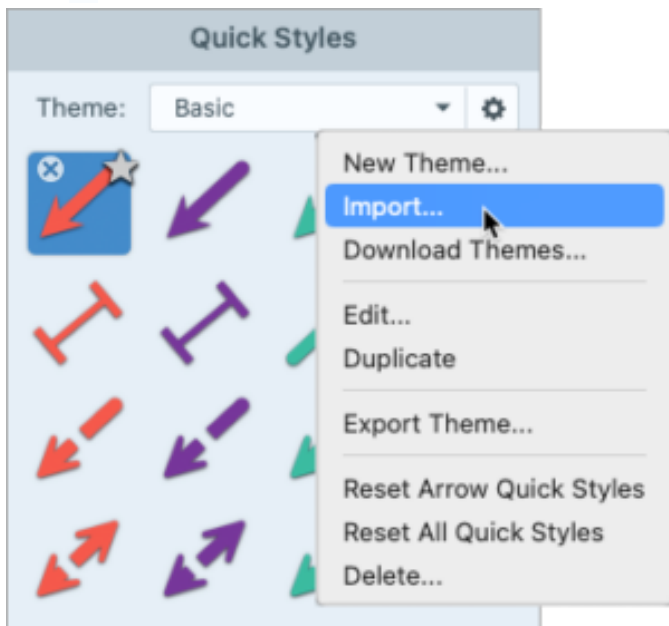 Quick Styles
Theme: Basic
New Theme...
Import...
Download Themes...
Edit...
Duplicate
Export Theme...
Reset Arrow Quick Styles
Reset All Quick Styles
Delete...